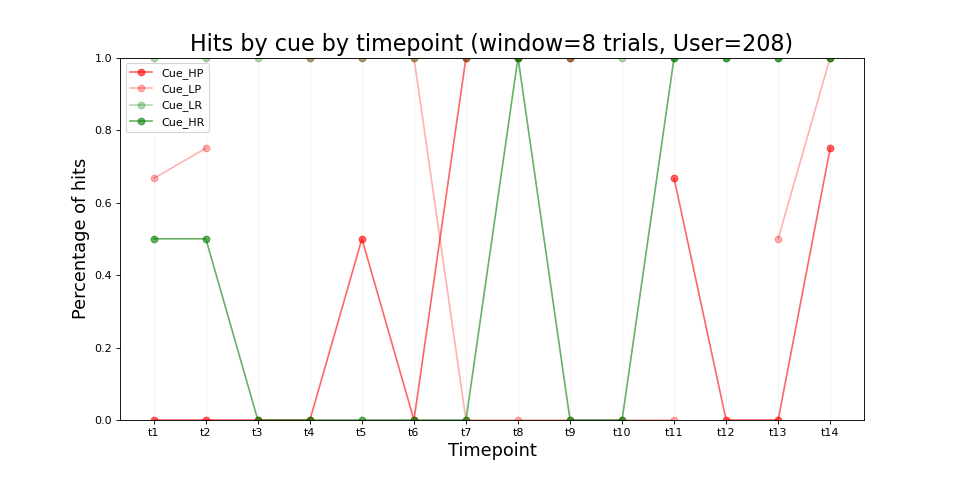 Hits by cue by timepoint (window=8 trials, User=208)
Percentage of hits
1.0
0.8
0.6
0.4
0.2
0.0
Cue_HP
Cue_LP
Cue_LR
Cue_HR
t1 t2 t3 t4 t5 t6 t7 t8 t9 t10 t11 t12 t13 t14
Timepoint